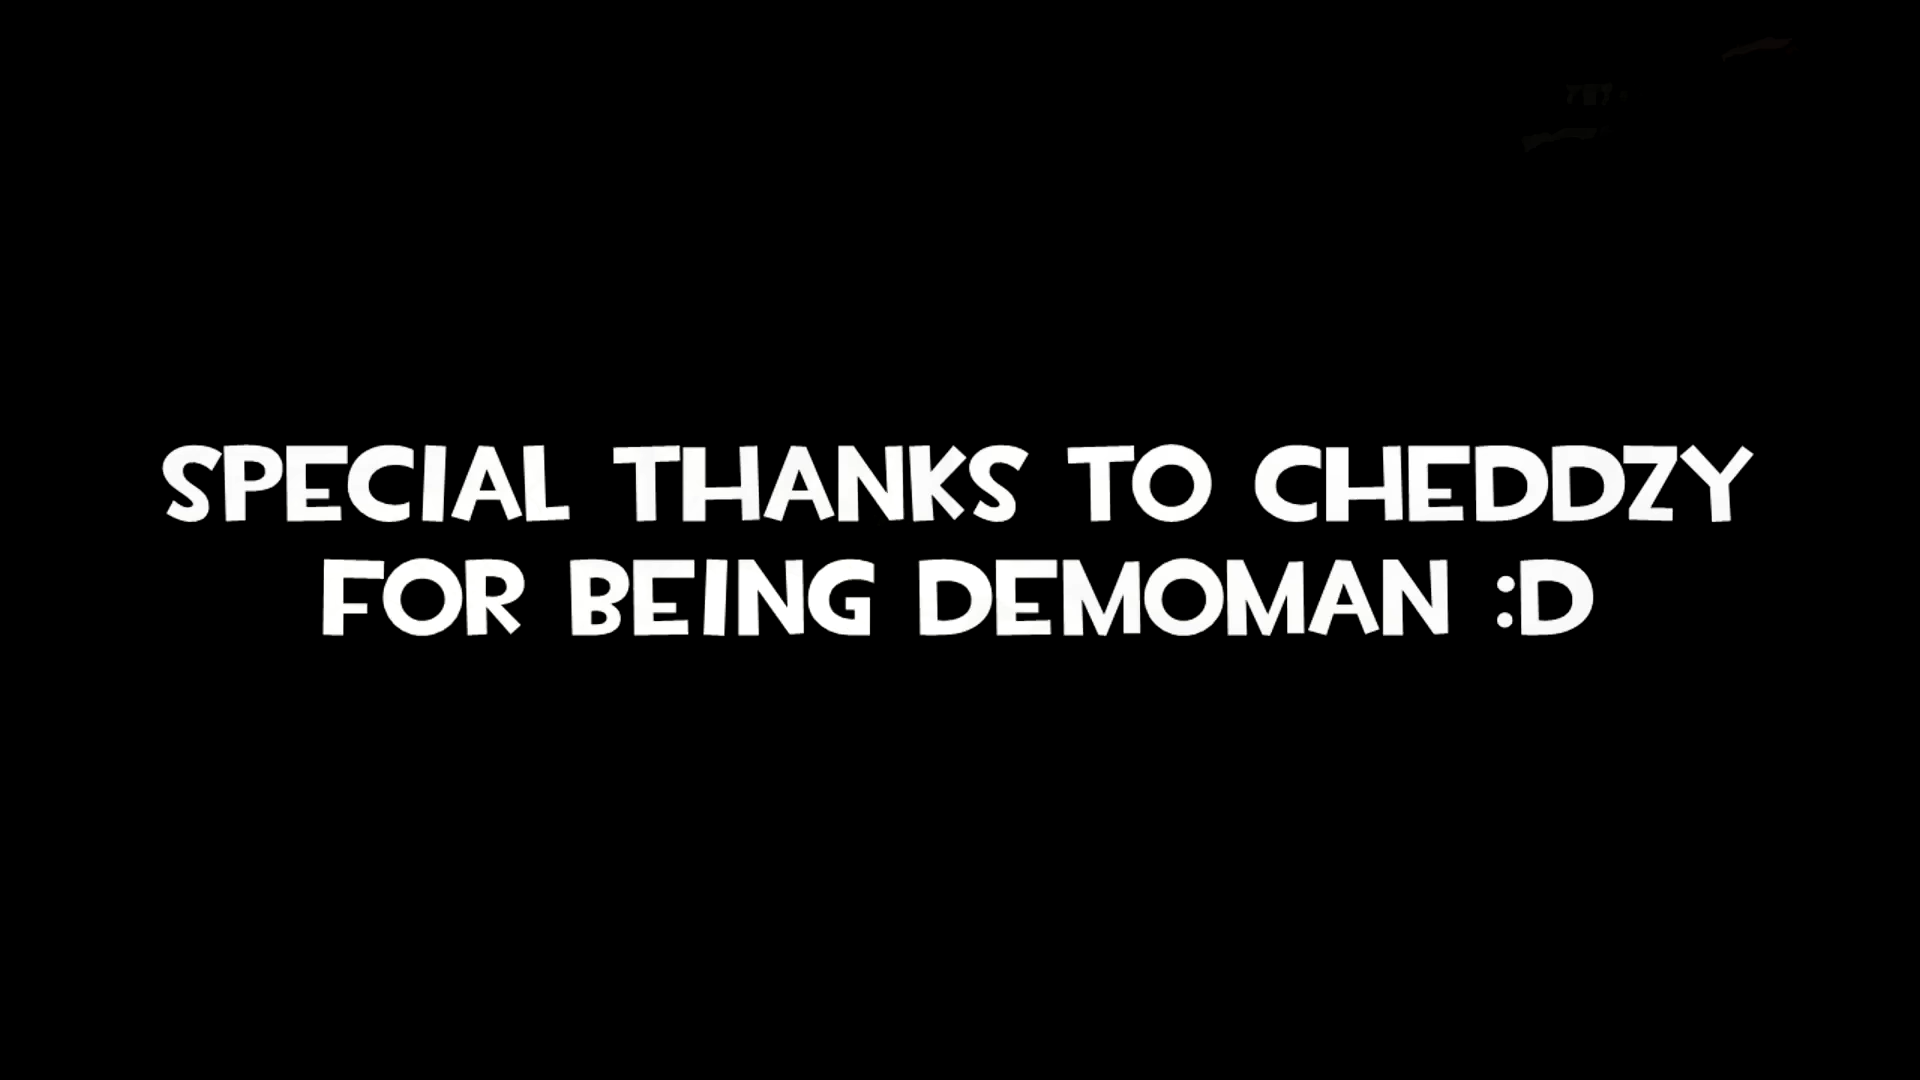 SPECIAL THANKS TO CHEDDZY
FOR BEING DEMOMAN :D